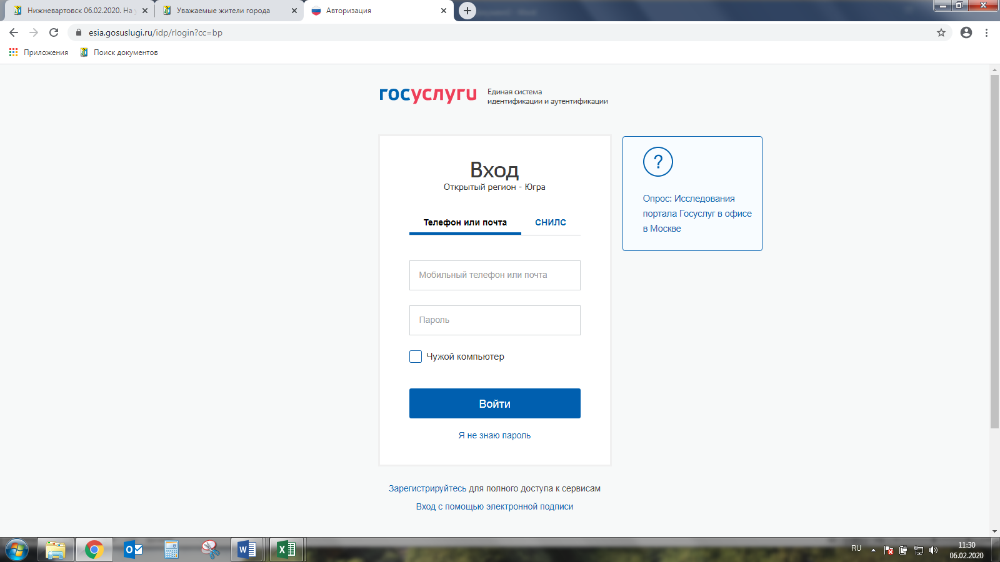 Нижневартовск 06.02.2020. На у
Уважаемые жители города
Авторизация
esia.gosuslugi.ru/idp/rlogin?cc=bp
Приложения
Поиск документов
госуслуги
Единая система
идентификации и аутентификации
Вход
Открытый регион - Югра
Телефон или почта
СНИЛС
Мобильный телефон или почта
Пароль
Чужой компьютер
Войти
Я не знаю пароль
?
Опрос: Исследования
портала Госуслуг в офисе
в Москве
Зарегистрируйтесь для полного доступа к сервисам
Вход с помощью электронной подписи
RU
11:30
06.02.2020